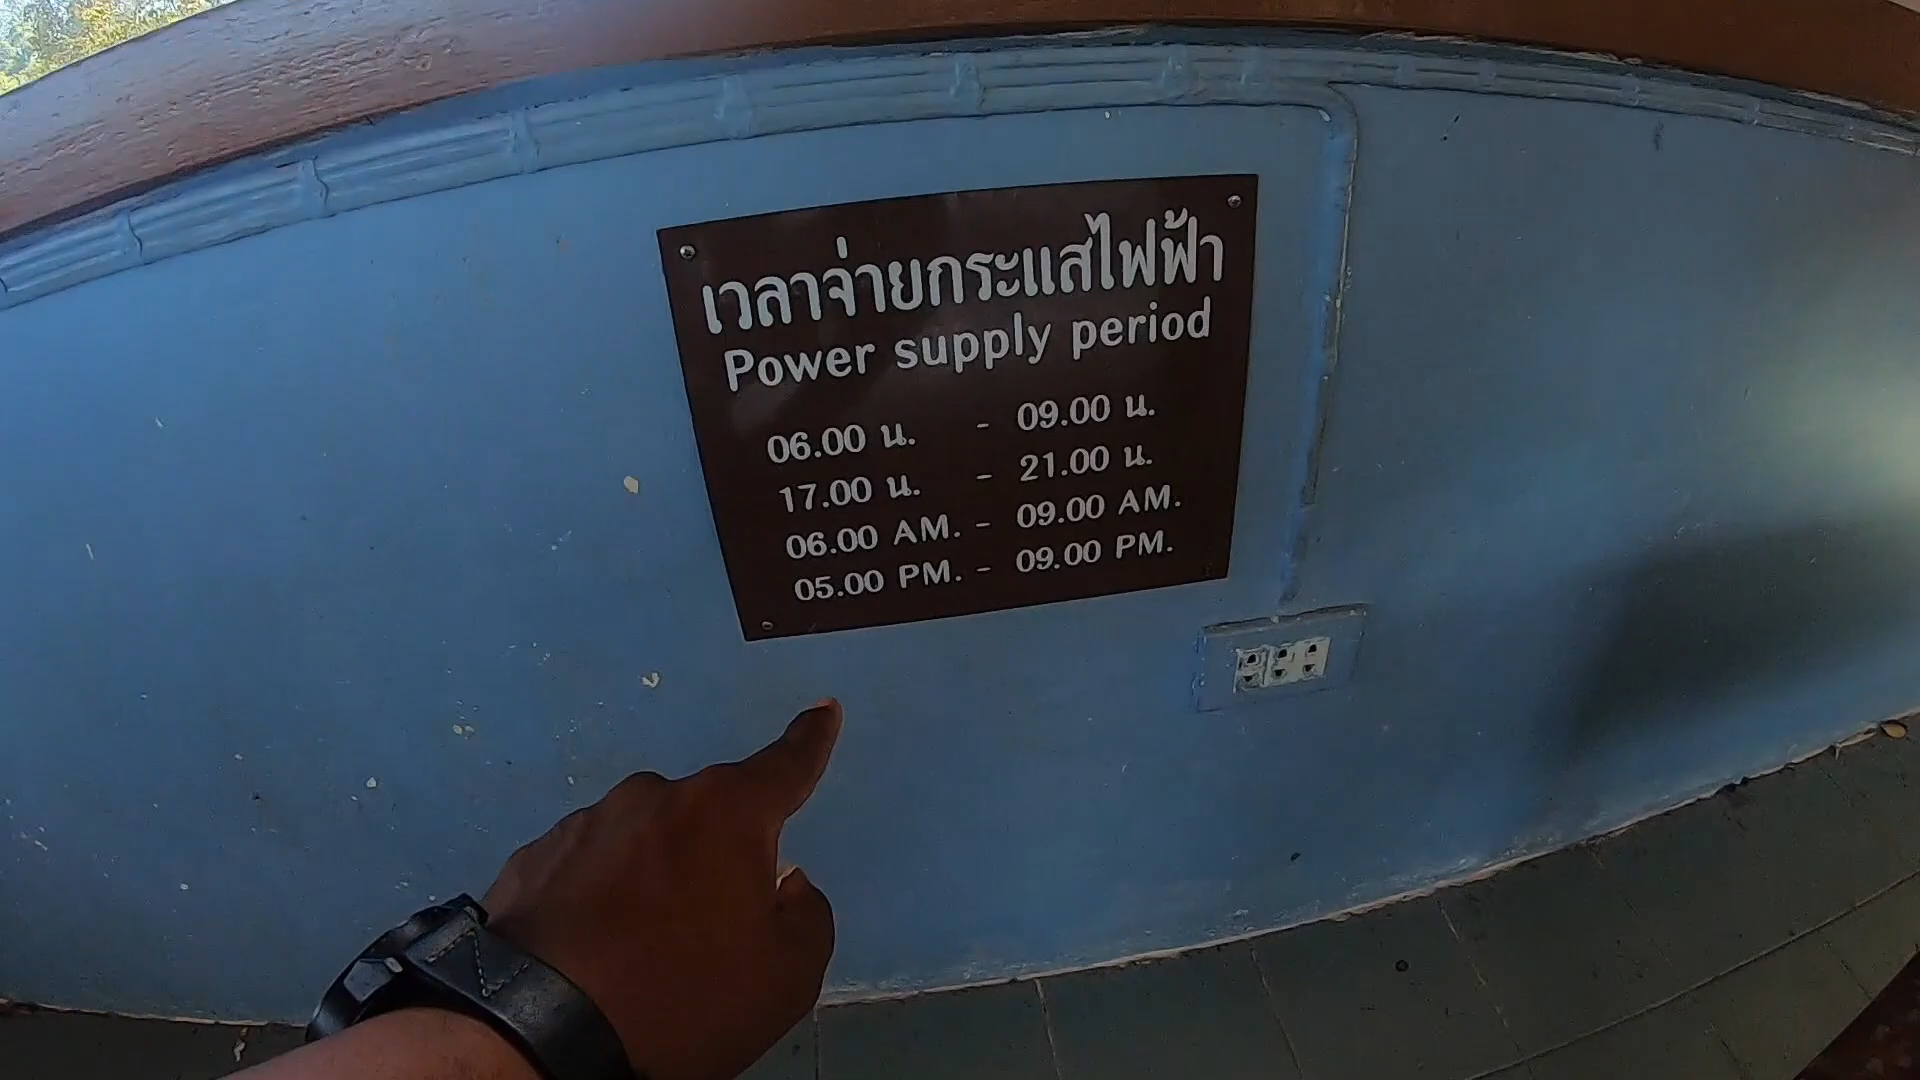 เวลาจ่ายกระแสไฟฟ้า
Power supply period
06.00 น. - 09.00 น.
17.00 น. - 21.00 น.
06.00 AM. - 09.00 AM.
05.00 PM. - 09.00 PM.